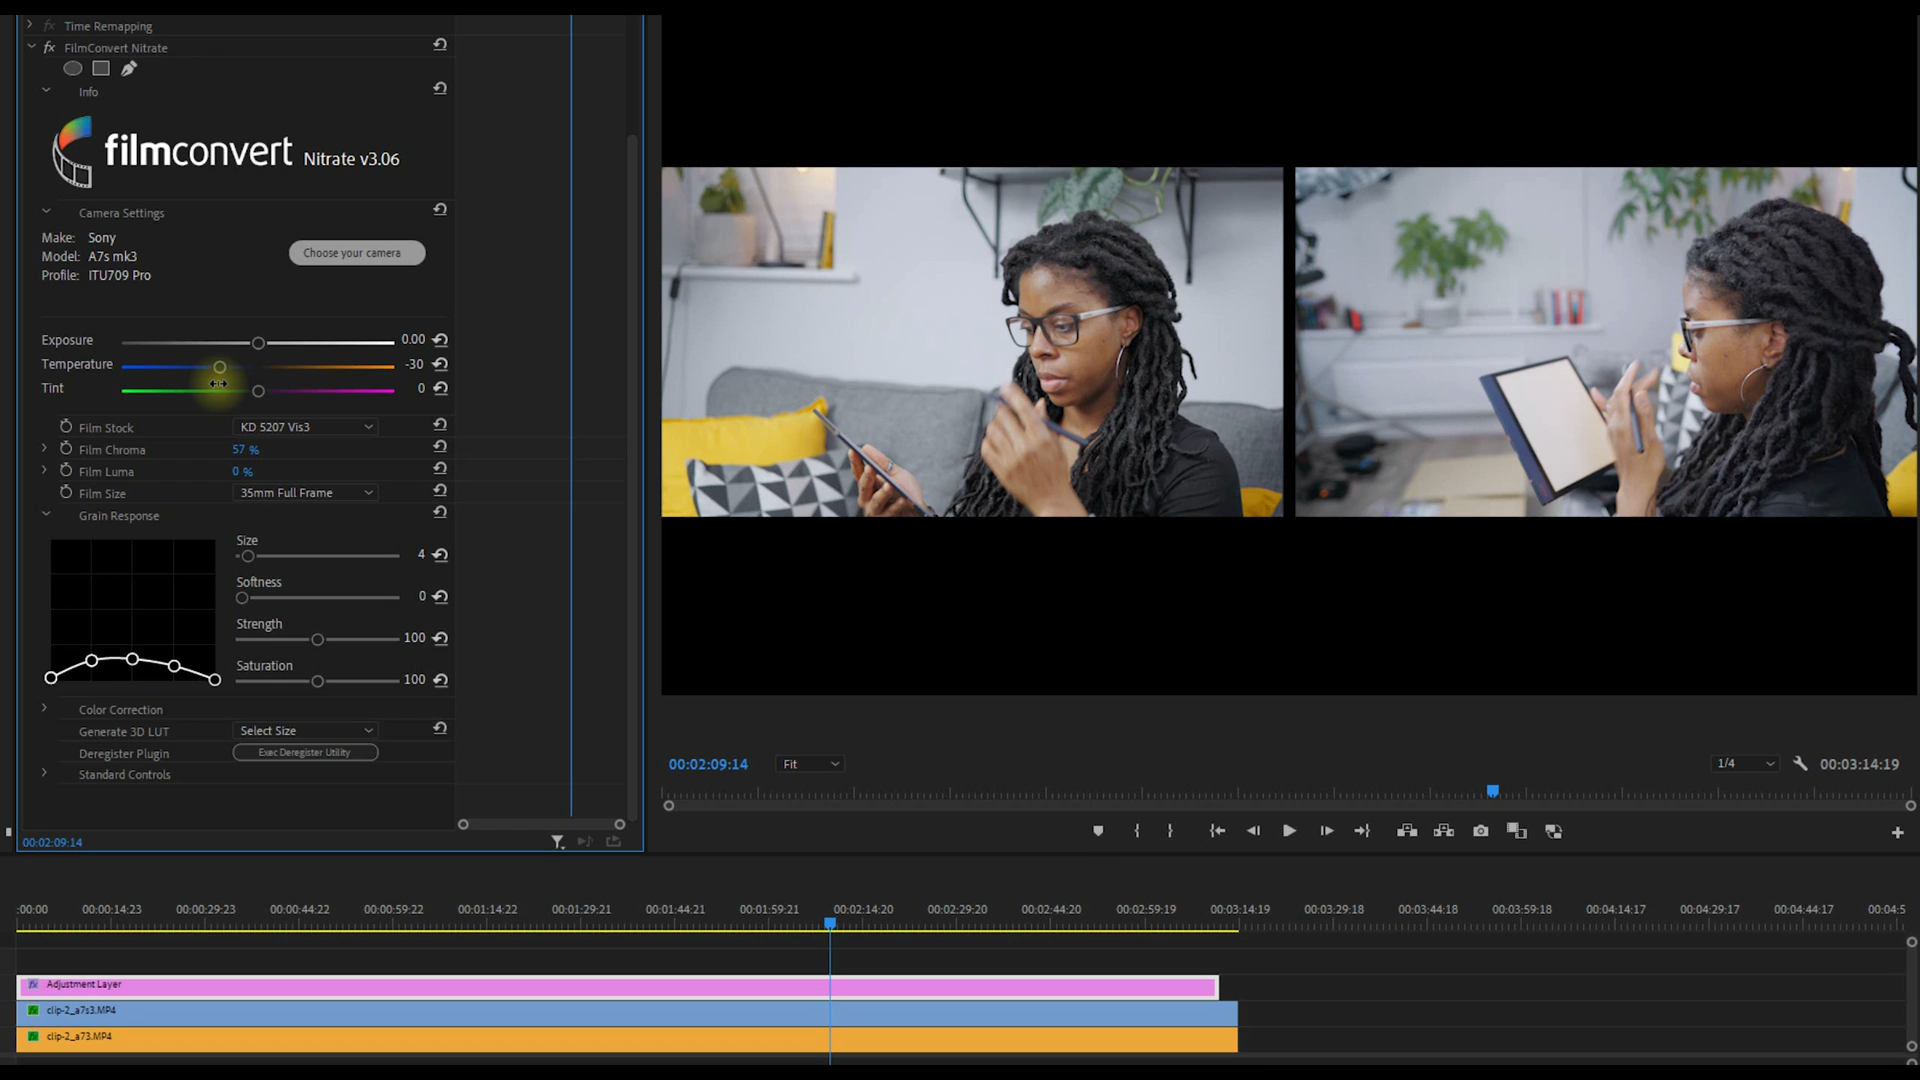 Time Remapping
fx FilmConvert Nitrate
Info
filmconvert Nitrate v3.06
Camera Settings
Make: Sony
Model: A7s mk3
Profile: ITU709 Pro
Choose your camera
Exposure 0.00
Temperature -30
Tint 0
Film Stock KD 5207 Vis3
Film Chroma 57 %
Film Luma 0 %
Film Size 35mm Full Frame
Grain Response
Size 4
Softness 0
Strength 100
Saturation 100
Color Correction
Generate 3D LUT Select Size
Deregister Plugin Exec Deregister Utility
Standard Controls
00:02:09:14
00:02:09:14 Fit 1/4 00:03:14:19
:00:00 00:00:14:23 00:00:29:23 00:00:44:22 00:00:59:22 00:01:14:22 00:01:29:21 00:01:44:21 00:01:59:21 00:02:14:20 00:02:29:20 00:02:44:20 00:02:59:19 00:03:14:19 00:03:29:18 00:03:44:18 00:03:59:18 00:04:14:17 00:04:29:17 00:04:44:17 00:04:5
fx Adjustment Layer
clip-2_a7s3.MP4
clip-2_a73.MP4